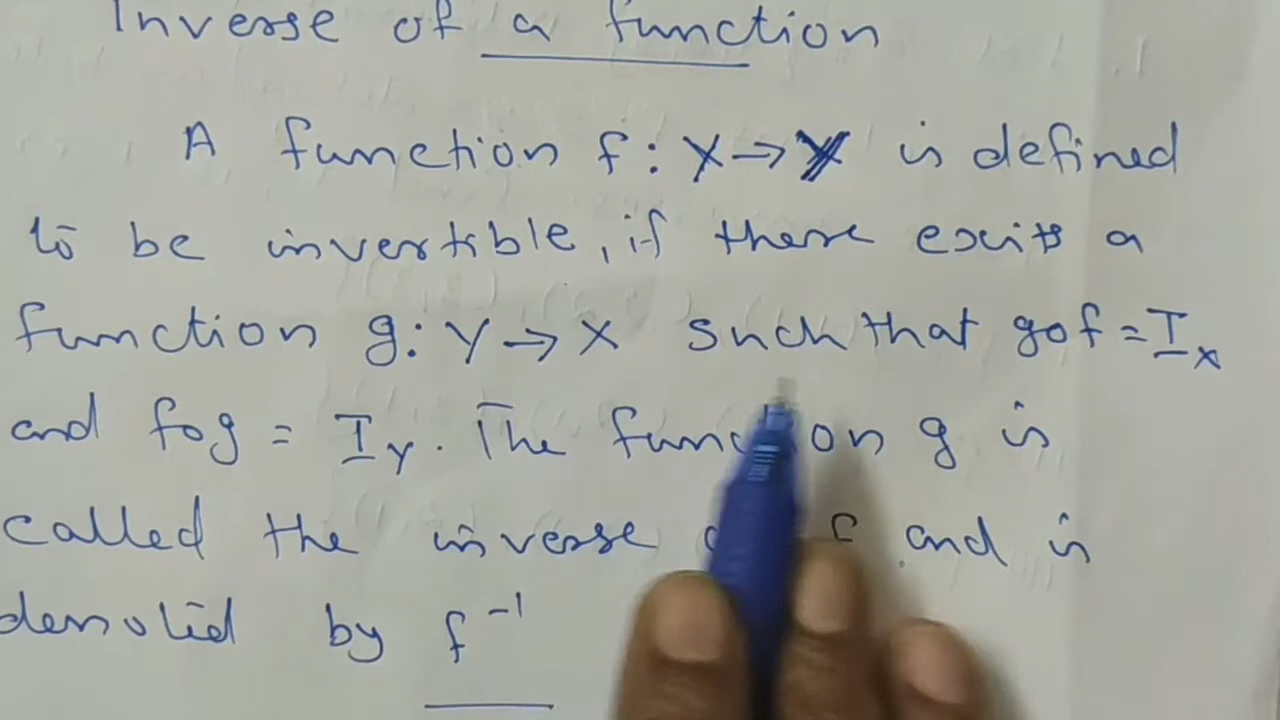 Inverse of a function
A function f: X→Y is defined
to be invertible, if there exits a
function g: Y→X such that gof = I_X
and fog = I_Y. The function g is
called the inverse f and is
denoted by f⁻¹